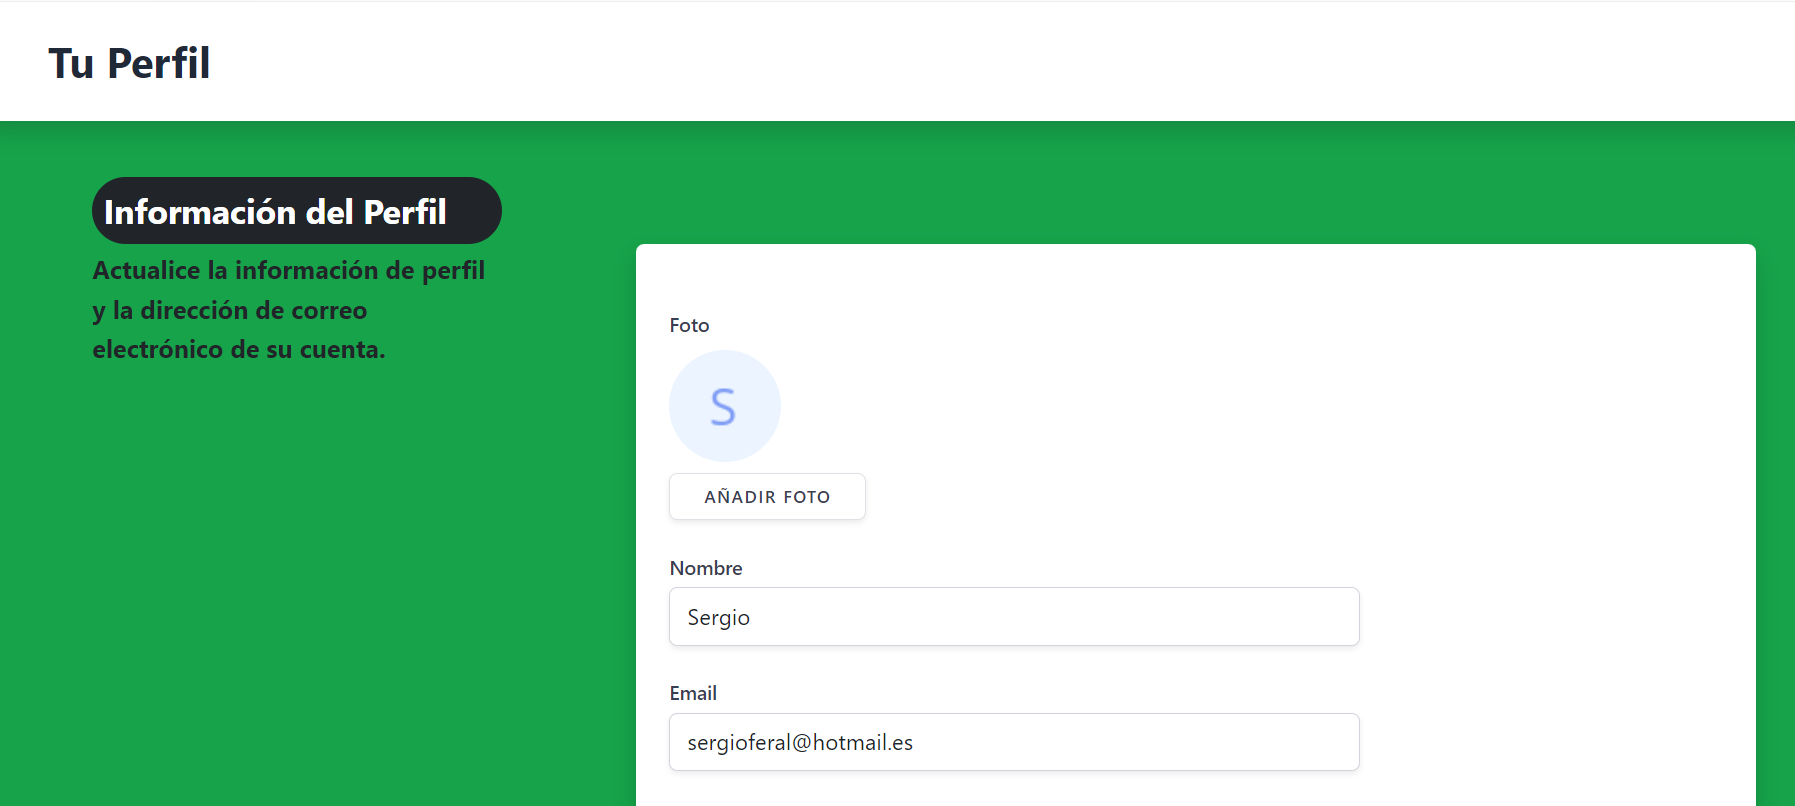 Tu Perfil
Información del Perfil
Actualice la información de perfil
y la dirección de correo
electrónico de su cuenta.
Foto
S
AÑADIR FOTO
Nombre
Sergio
Email
sergioferal@hotmail.es